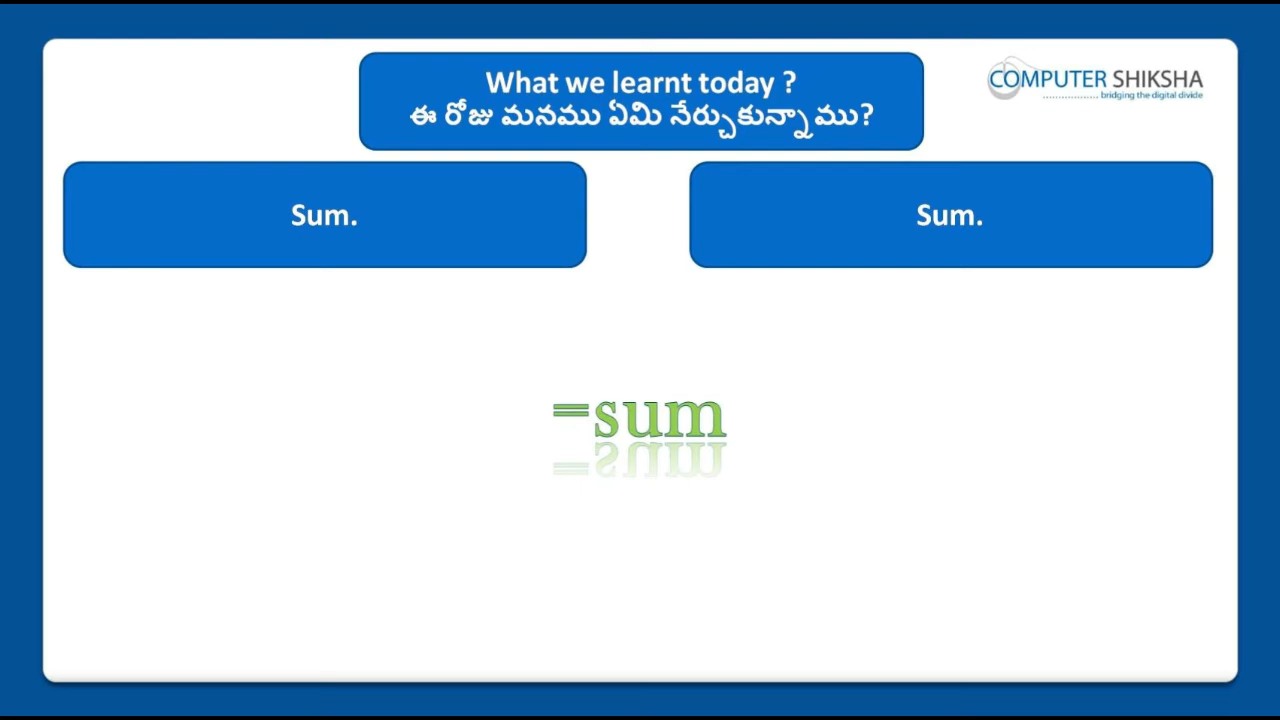 What we learnt today ?
ఈ రోజు మనము ఏమి నేర్చుకున్నాము?
COMPUTER SHIKSHA
bridging the digital divide
Sum.
Sum.
=sum